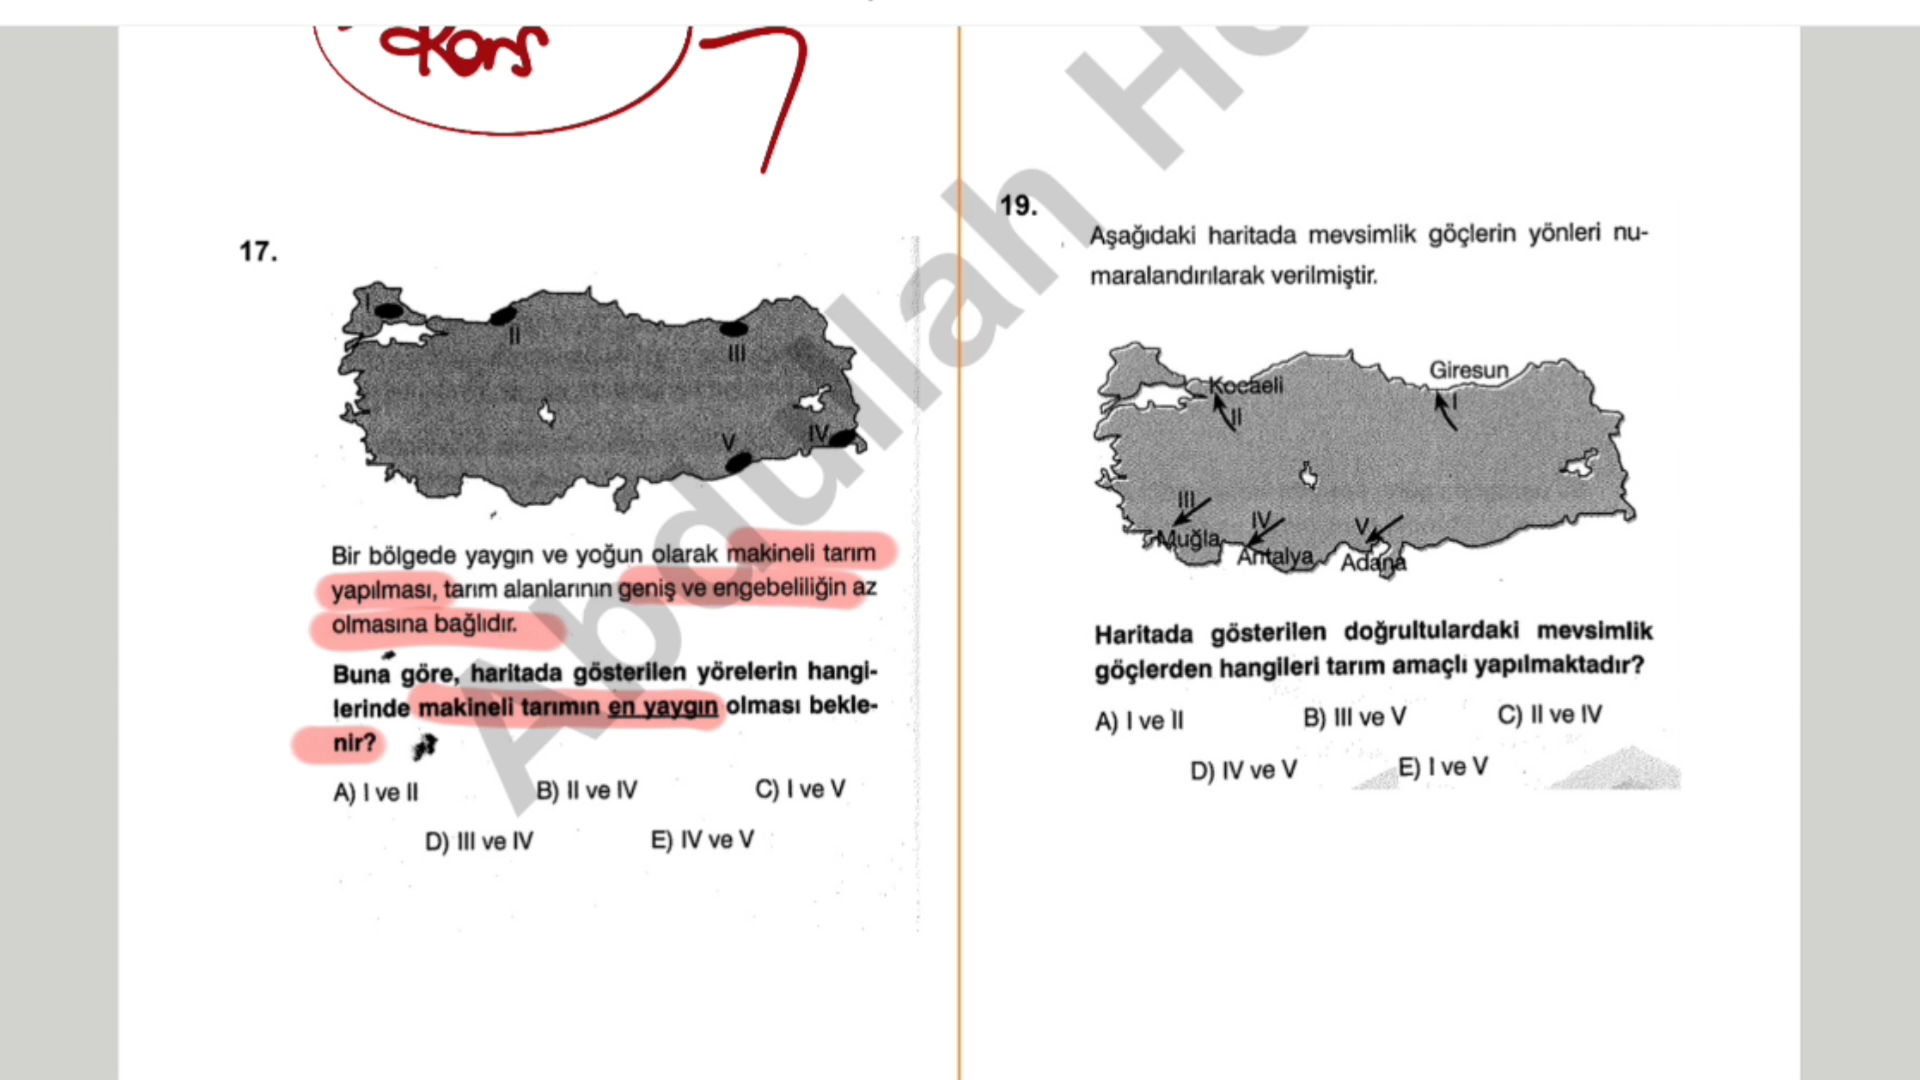 Kons
17.
I
II
III
IV
V
Bir bölgede yaygın ve yoğun olarak makineli tarım
yapılması, tarım alanlarının geniş ve engebeliliğin az
olmasına bağlıdır.
Buna göre, haritada gösterilen yörelerin hangi-
lerinde makineli tarımın en yaygın olması bekle-
nir?
A) I ve II
B) II ve IV
C) I ve V
D) III ve IV
E) IV ve V
Abdullah
19.
Aşağıdaki haritada mevsimlik göçlerin yönleri nu-
maralandırılarak verilmiştir.
Giresun
I
Kocaeli
II
III
Muğla
IV
Antalya
V
Adana
Haritada gösterilen doğrultulardaki mevsimlik
göçlerden hangileri tarım amaçlı yapılmaktadır?
A) I ve II
B) III ve V
C) II ve IV
D) IV ve V
E) I ve V